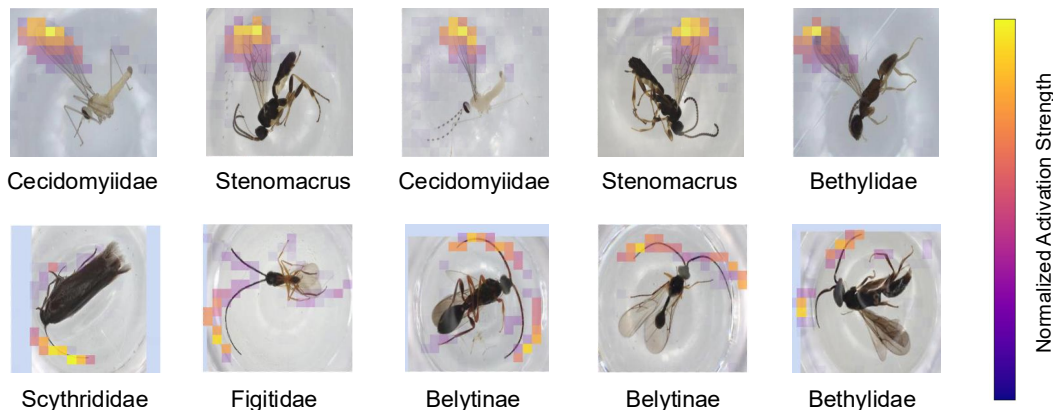 Cecidomyiidae Stenomacrus Cecidomyiidae Stenomacrus Bethylidae
Scythrididae Figitidae Belytinae Belytinae Bethylidae
Normalized Activation Strength